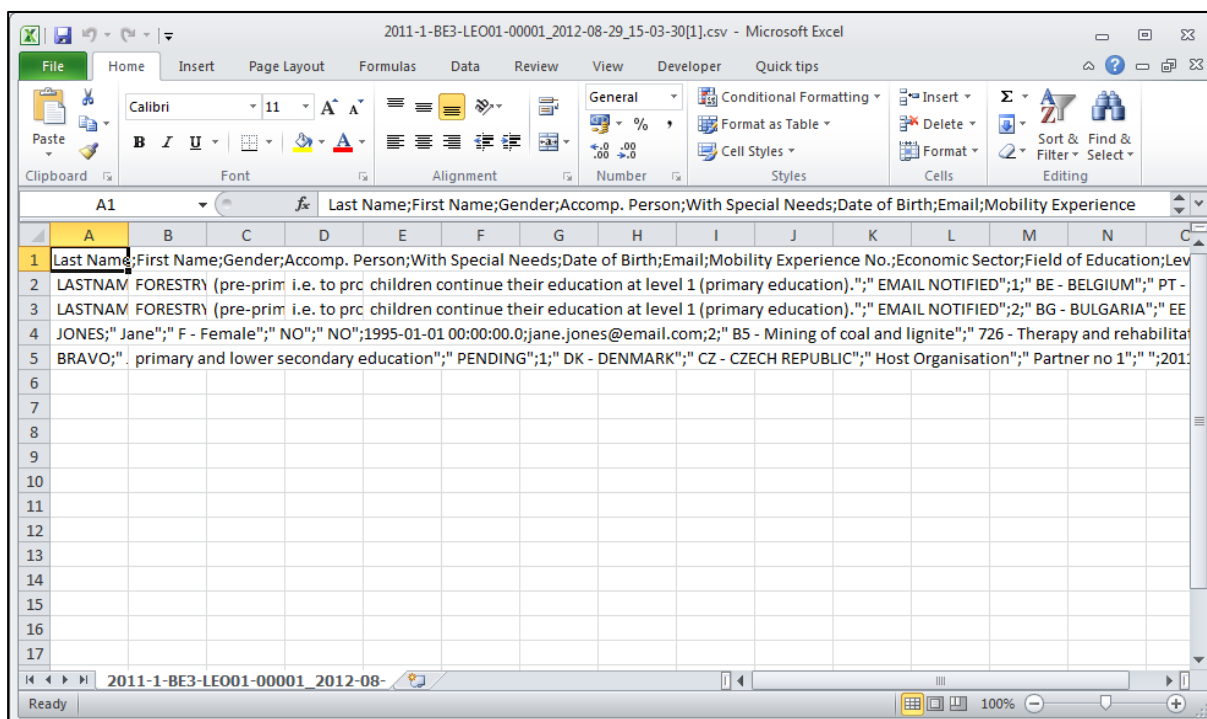 2011-1-BE3-LEO01-00001_2012-08-29_15-03-30[1].csv - Microsoft Excel
File Home Insert Page Layout Formulas Data Review View Developer Quick tips
Paste
Calibri 11
B I U
General
Conditional Formatting
Format as Table
Cell Styles
Insert
Delete
Format
Sort & Filter
Find & Select
Clipboard Font Alignment Number Styles Cells Editing
A1 fx Last Name;First Name;Gender;Accomp. Person;With Special Needs;Date of Birth;Email;Mobility Experience
A B C D E F G H I J K L M N
1 Last Name;First Name;Gender;Accomp. Person;With Special Needs;Date of Birth;Email;Mobility Experience No.;Economic Sector;Field of Education;Lev
2 LASTNAM FORESTRY (pre-prim i.e. to pro children continue their education at level 1 (primary education).";" EMAIL NOTIFIED";1;" BE - BELGIUM";" PT -
3 LASTNAM FORESTRY (pre-prim i.e. to pro children continue their education at level 1 (primary education).";" EMAIL NOTIFIED";2;" BG - BULGARIA";" EE
4 JONES;" Jane";" F - Female";" NO";" NO";1995-01-01 00:00:00.0;jane.jones@email.com;2;" B5 - Mining of coal and lignite";" 726 - Therapy and rehabilitat
5 BRAVO;" primary and lower secondary education";" PENDING";1;" DK - DENMARK";" CZ - CZECH REPUBLIC";" Host Organisation";" Partner no 1";" ";2011
6
7
8
9
10
11
12
13
14
15
16
17
2011-1-BE3-LEO01-00001_2012-08-
Ready 100%